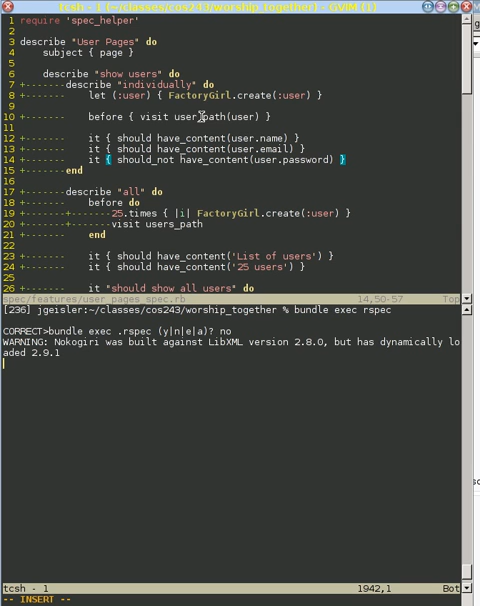 tcsh - 1 (~/classes/cos243/worship_together) - GVIM (1)
1 require 'spec_helper'
2
3 describe "User Pages" do
4 subject { page }
5
6 describe "show users" do
7 +-------describe "individually" do
8 +------- let (:user) { FactoryGirl.create(:user) }
9
10 +------- before { visit user_path(user) }
11
12 +------- it { should have_content(user.name) }
13 +------- it { should have_content(user.email) }
14 +------- it { should_not have_content(user.password) }
15 +-------end
16
17 +-------describe "all" do
18 +------- before do
19 +-------+-------25.times { |i| FactoryGirl.create(:user) }
20 +-------+-------visit users_path
21 +------- end
22
23 +------- it { should have_content('List of users') }
24 +------- it { should have_content('25 users') }
25
26 +------- it "should show all users" do
spec/features/user_pages_spec.rb 14,50-57 Top
[236] jgeisler:~/classes/cos243/worship_together % bundle exec rspec
CORRECT>bundle exec .rspec (y|n|e|a)? no
WARNING: Nokogiri was built against LibXML version 2.8.0, but has dynamically lo
aded 2.9.1
tcsh - 1 1942,1 Bot
-- INSERT --